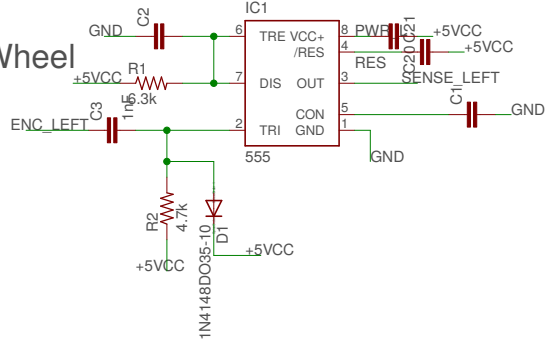 IC1
C2
GND
6
TRE
VCC+
8
PWR
C21
+5VCC
/RES
4
RES
C20
+5VCC
Wheel
+5VCC
R1
6.3k
7
DIS
OUT
3
SENSE_LEFT
C3
1nF
ENC_LEFT
2
TRI
CON
5
C1
GND
GND
1
GND
555
R2
4.7k
+5VCC
D1
1N4148DO35-10
+5VCC